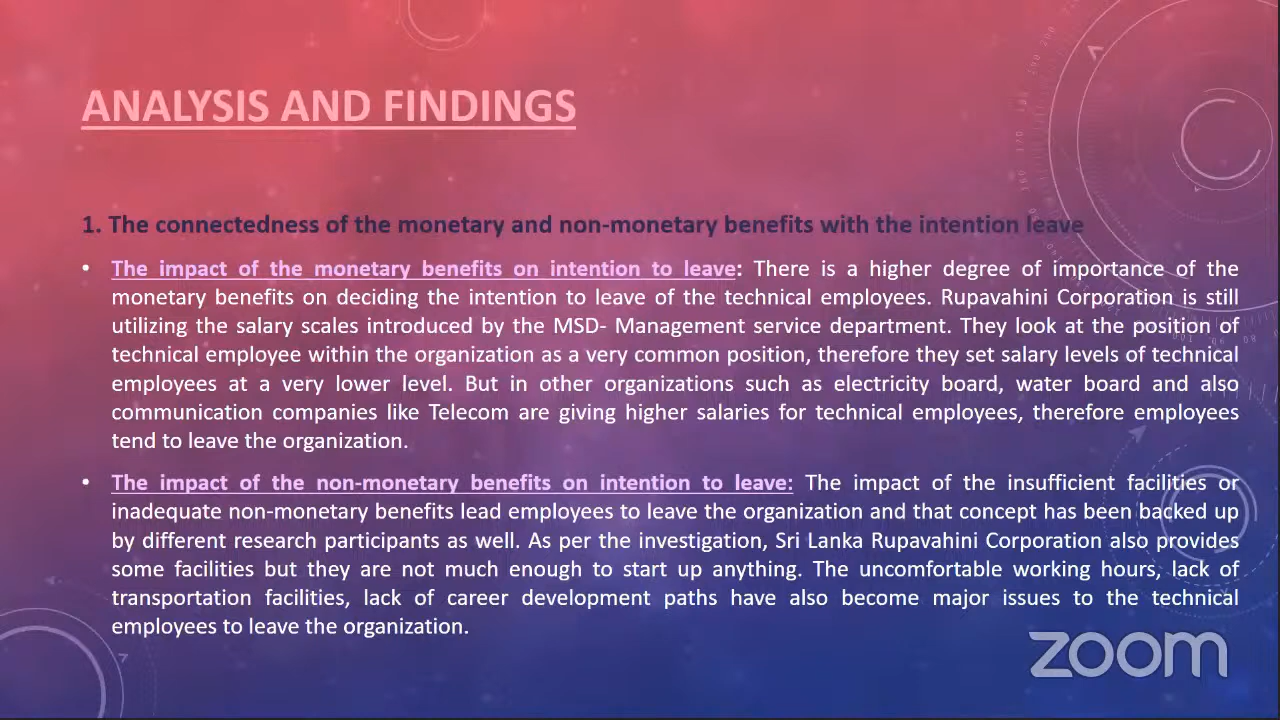 ANALYSIS AND FINDINGS
1. The connectedness of the monetary and non-monetary benefits with the intention leave
• The impact of the monetary benefits on intention to leave: There is a higher degree of importance of the
monetary benefits on deciding the intention to leave of the technical employees. Rupavahini Corporation is still
utilizing the salary scales introduced by the MSD- Management service department. They look at the position of
technical employee within the organization as a very common position, therefore they set salary levels of technical
employees at a very lower level. But in other organizations such as electricity board, water board and also
communication companies like Telecom are giving higher salaries for technical employees, therefore employees
tend to leave the organization.
• The impact of the non-monetary benefits on intention to leave: The impact of the insufficient facilities or
inadequate non-monetary benefits lead employees to leave the organization and that concept has been backed up
by different research participants as well. As per the investigation, Sri Lanka Rupavahini Corporation also provides
some facilities but they are not much enough to start up anything. The uncomfortable working hours, lack of
transportation facilities, lack of career development paths have also become major issues to the technical
employees to leave the organization.
zoom